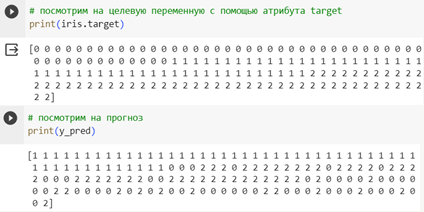 # посмотрим на целевую переменную с помощью атрибута target
print(iris.target)
[0 0 0 0 0 0 0 0 0 0 0 0 0 0 0 0 0 0 0 0 0 0 0 0 0 0 0 0 0 0 0 0 0 0 0 0 0
0 0 0 0 0 0 0 0 0 0 0 0 0 1 1 1 1 1 1 1 1 1 1 1 1 1 1 1 1 1 1 1 1 1 1 1 1
1 1 1 1 1 1 1 1 1 1 1 1 1 1 1 1 1 1 1 1 1 1 1 1 1 1 2 2 2 2 2 2 2 2 2 2 2
2 2 2 2 2 2 2 2 2 2 2 2 2 2 2 2 2 2 2 2 2 2 2 2 2 2 2 2 2 2 2 2 2 2 2 2 2
2 2]
# посмотрим на прогноз
print(y_pred)
[1 1 1 1 1 1 1 1 1 1 1 1 1 1 1 1 1 1 1 1 1 1 1 1 1 1 1 1 1 1 1 1 1 1 1 1 1
1 1 1 1 1 1 1 1 1 1 1 1 1 0 0 0 2 2 2 0 2 2 2 2 2 2 2 2 0 2 2 2 2 0 2 2 2
2 0 0 0 2 2 2 2 2 2 2 0 0 2 2 2 2 2 2 2 2 2 2 2 2 2 0 2 0 0 0 0 2 0 0 0 0
0 0 2 2 0 0 0 0 2 0 2 0 2 0 0 2 2 0 0 0 0 0 2 2 0 0 0 2 0 0 0 2 0 0 0 2 0
0 2]